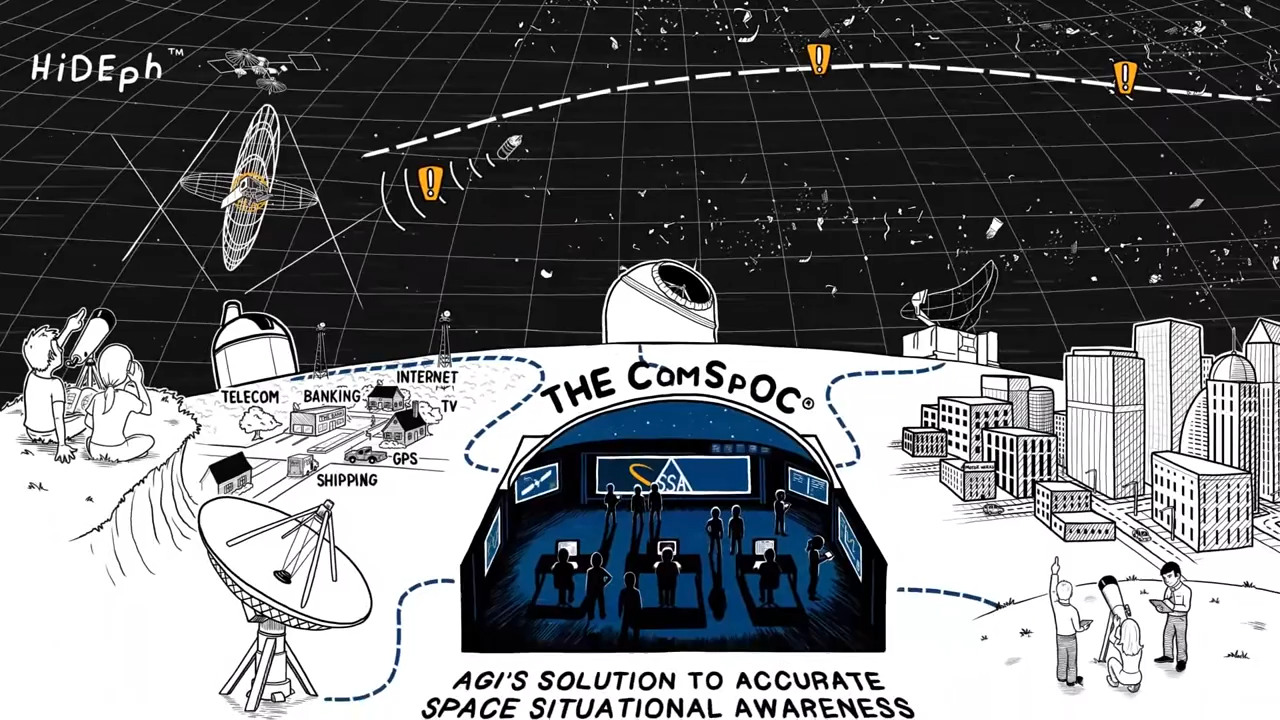 HiDEph™
INTERNET
TELECOM
BANKING
TV
GPS
SHIPPING
THE ComSpOC®
SSA
AGI'S SOLUTION TO ACCURATE
SPACE SITUATIONAL AWARENESS